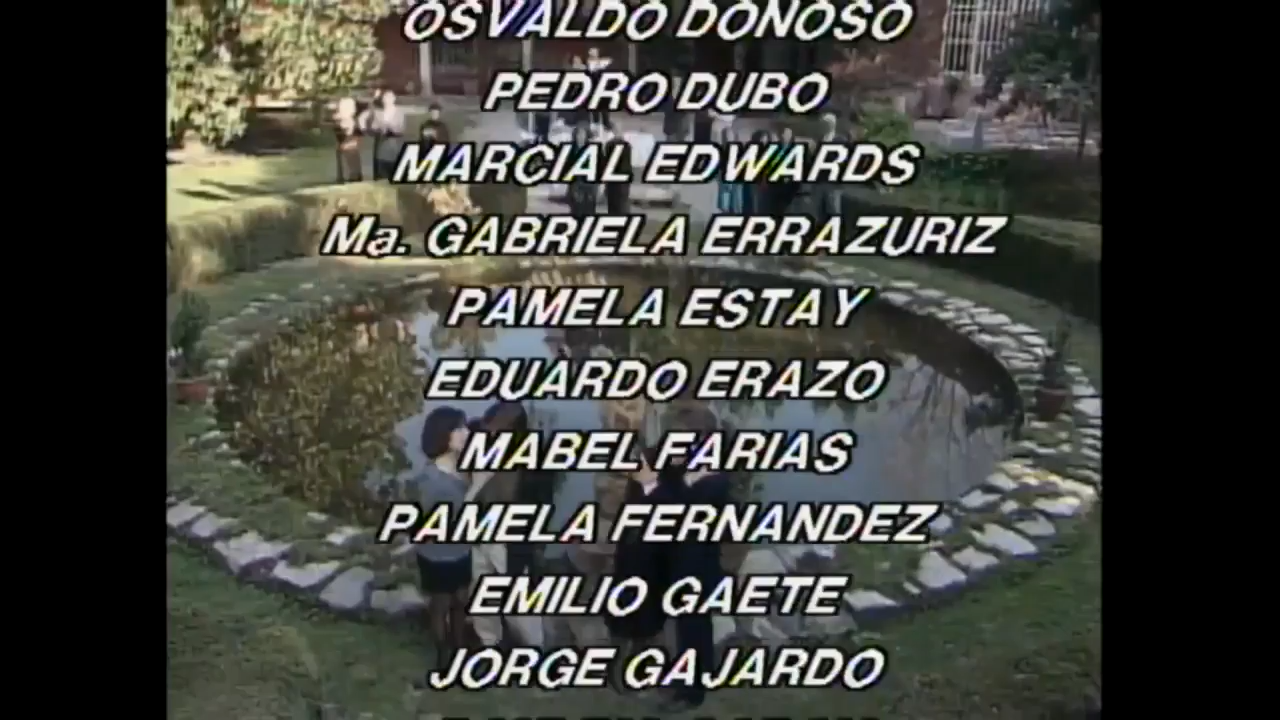 OSVALDO DONOSO
PEDRO DUBO
MARCIAL EDWARDS
Ma. GABRIELA ERRAZURIZ
PAMELA ESTAY
EDUARDO ERAZO
MABEL FARIAS
PAMELA FERNANDEZ
EMILIO GAETE
JORGE GAJARDO